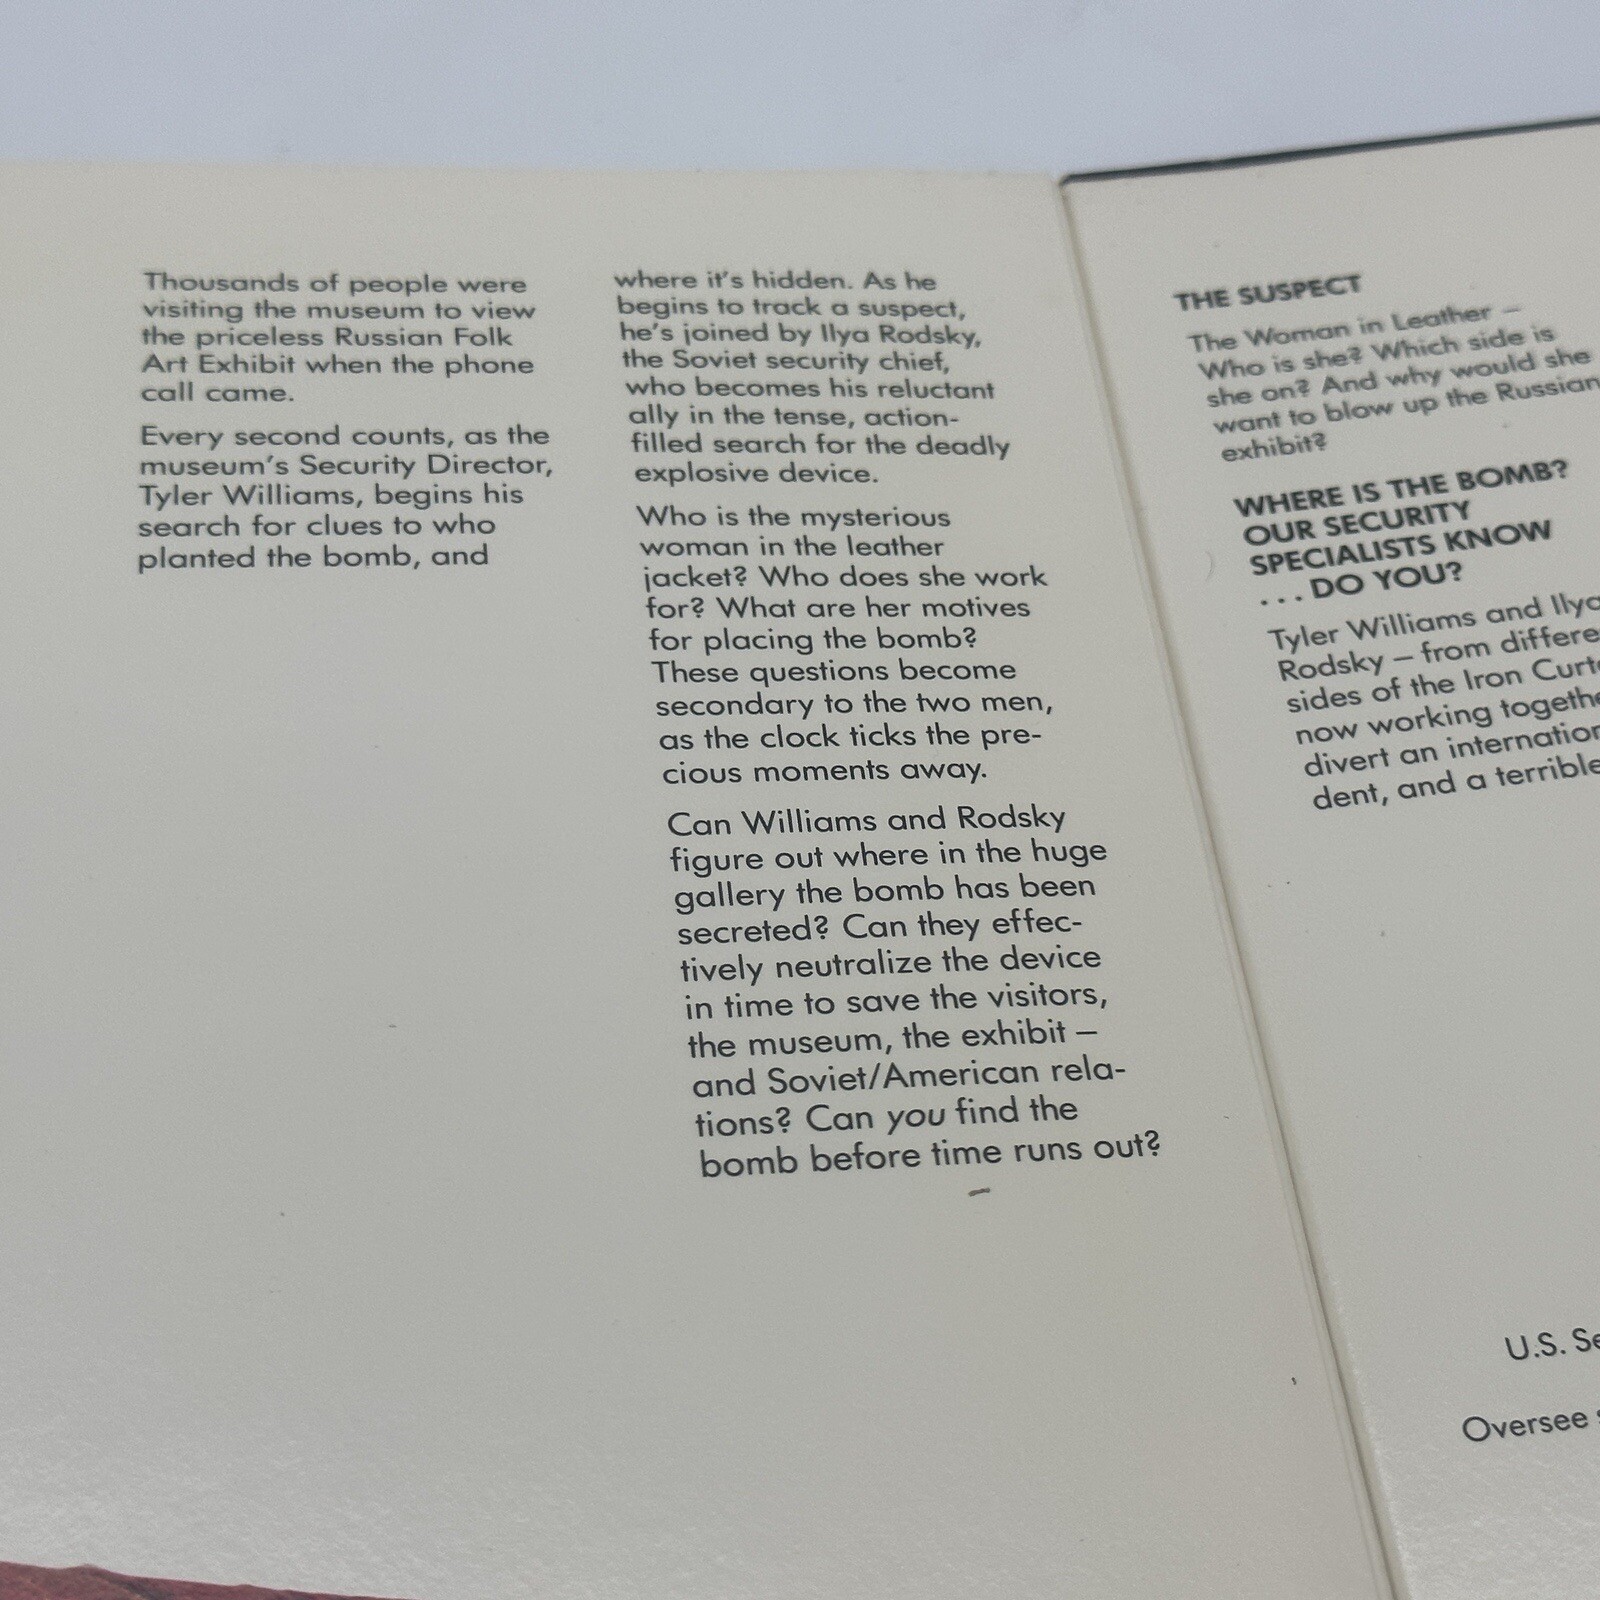 Thousands of people were
visiting the museum to view
the priceless Russian Folk
Art Exhibit when the phone
call came.
Every second counts, as the
museum's Security Director,
Tyler Williams, begins his
search for clues to who
planted the bomb, and
where it's hidden. As he
begins to track a suspect,
he's joined by Ilya Rodsky,
the Soviet security chief,
who becomes his reluctant
ally in the tense, action-
filled search for the deadly
explosive device.
Who is the mysterious
woman in the leather
jacket? Who does she work
for? What are her motives
for placing the bomb?
These questions become
secondary to the two men,
as the clock ticks the pre-
cious moments away.
Can Williams and Rodsky
figure out where in the huge
gallery the bomb has been
secreted? Can they effec-
tively neutralize the device
in time to save the visitors,
the museum, the exhibit –
and Soviet/American rela-
tions? Can you find the
bomb before time runs out?
THE SUSPECT
The Woman in Leather –
Who is she? Which side is
she on? And why would she
want to blow up the Russian
exhibit?
WHERE IS THE BOMB?
OUR SECURITY
SPECIALISTS KNOW
. . . DO YOU?
Tyler Williams and Ilya
Rodsky – from
sides of the Iron
now working
divert an
dent, and a terrible
U.S.
Oversee